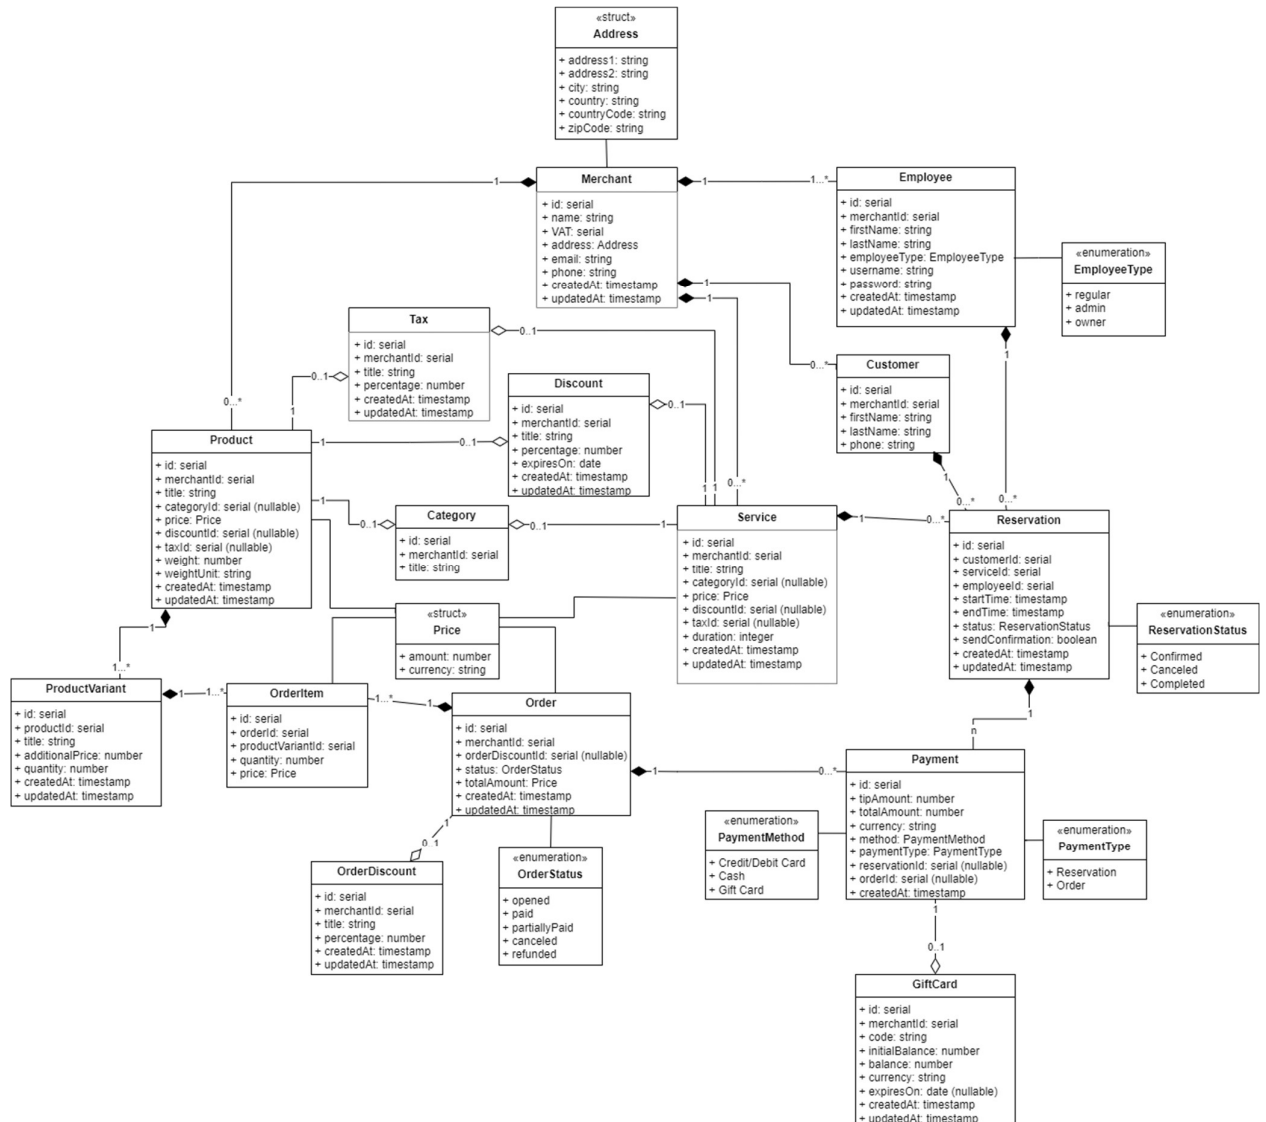 «struct»
Address
+ address1: string
+ address2: string
+ city: string
+ country: string
+ countryCode: string
+ zipCode: string
Merchant
+ id: serial
+ name: string
+ VAT: serial
+ address: Address
+ email: string
+ phone: string
+ createdAt: timestamp
+ updatedAt: timestamp
1
1
1...*
1
1
Employee
+ id: serial
+ merchantId: serial
+ firstName: string
+ lastName: string
+ employeeType: EmployeeType
+ username: string
+ password: string
+ createdAt: timestamp
+ updatedAt: timestamp
1
«enumeration»
EmployeeType
+ regular
+ admin
+ owner
Tax
+ id: serial
+ merchantId: serial
+ title: string
+ percentage: number
+ createdAt: timestamp
+ updatedAt: timestamp
0..1
0..1
1
0...*
Discount
+ id: serial
+ merchantId: serial
+ title: string
+ percentage: number
+ expiresOn: date
+ createdAt: timestamp
+ updatedAt: timestamp
0..1
0..1
0...*
Customer
+ id: serial
+ merchantId: serial
+ firstName: string
+ lastName: string
+ phone: string
1
0...*
0...*
Product
+ id: serial
+ merchantId: serial
+ title: string
+ categoryId: serial (nullable)
+ price: Price
+ discountId: serial (nullable)
+ taxId: serial (nullable)
+ weight: number
+ weightUnit: string
+ createdAt: timestamp
+ updatedAt: timestamp
1
1
0..1
Category
+ id: serial
+ merchantId: serial
+ title: string
0..1
1
1
1
0...*
Service
+ id: serial
+ merchantId: serial
+ title: string
+ categoryId: serial (nullable)
+ price: Price
+ discountId: serial (nullable)
+ taxId: serial (nullable)
+ duration: integer
+ createdAt: timestamp
+ updatedAt: timestamp
1
0...*
Reservation
+ id: serial
+ customerId: serial
+ serviceId: serial
+ employeeId: serial
+ startTime: timestamp
+ endTime: timestamp
+ status: ReservationStatus
+ sendConfirmation: boolean
+ createdAt: timestamp
+ updatedAt: timestamp
«enumeration»
ReservationStatus
+ Confirmed
+ Canceled
+ Completed
«struct»
Price
+ amount: number
+ currency: string
1
1...*
ProductVariant
+ id: serial
+ productId: serial
+ title: string
+ additionalPrice: number
+ quantity: number
+ createdAt: timestamp
+ updatedAt: timestamp
1
1...*
OrderItem
+ id: serial
+ orderId: serial
+ productVariantId: serial
+ quantity: number
+ price: Price
1...*
1
Order
+ id: serial
+ merchantId: serial
+ orderDiscountId: serial (nullable)
+ status: OrderStatus
+ totalAmount: Price
+ createdAt: timestamp
+ updatedAt: timestamp
1
0...*
1
n
Payment
+ id: serial
+ tipAmount: number
+ totalAmount: number
+ currency: string
+ method: PaymentMethod
+ paymentType: PaymentType
+ reservationId: serial (nullable)
+ orderId: serial (nullable)
+ createdAt: timestamp
«enumeration»
PaymentMethod
+ Credit/Debit Card
+ Cash
+ Gift Card
«enumeration»
PaymentType
+ Reservation
+ Order
1
0..1
OrderDiscount
+ id: serial
+ merchantId: serial
+ title: string
+ percentage: number
+ createdAt: timestamp
+ updatedAt: timestamp
«enumeration»
OrderStatus
+ opened
+ paid
+ partiallyPaid
+ canceled
+ refunded
1
0..1
GiftCard
+ id: serial
+ merchantId: serial
+ code: string
+ initialBalance: number
+ balance: number
+ currency: string
+ expiresOn: date (nullable)
+ createdAt: timestamp
+ updatedAt: timestamp